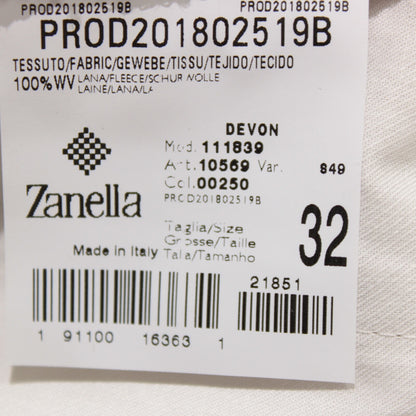 PROD201802519B PROD201802519B
PROD201802519B
TESSUTO/FABRIC/GEWEBE/TISSU/TEJIDO/TECIDO
100%WV LANA/FLEECE/SCHUR WOLLE
LAINE/LANA/LA
DEVON
Mod. 111839
Art. 10569 Var. 849
Col. 00250
PROD201802519B
Zanella
Taglia/Size
Grosse/Taille
Talla/Tamanho
32
Made in Italy
21851
1 91100 16363 1